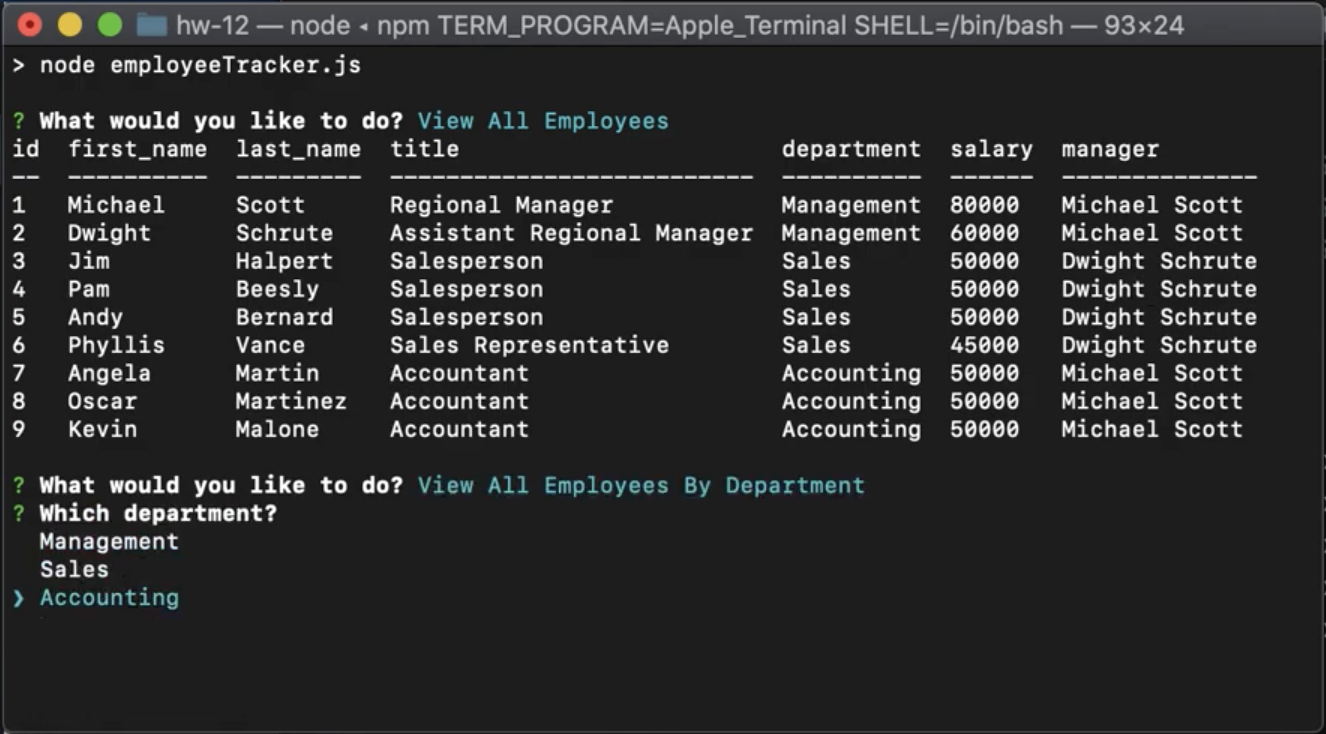 hw-12 — node ◂ npm TERM_PROGRAM=Apple_Terminal SHELL=/bin/bash — 93×24
> node employeeTracker.js
? What would you like to do? View All Employees
id  first_name  last_name  title                       department  salary  manager
--  ----------  ---------  --------------------------  ----------  ------  --------------
1   Michael     Scott      Regional Manager            Management  80000   Michael Scott
2   Dwight      Schrute    Assistant Regional Manager  Management  60000   Michael Scott
3   Jim         Halpert    Salesperson                 Sales       50000   Dwight Schrute
4   Pam         Beesly     Salesperson                 Sales       50000   Dwight Schrute
5   Andy        Bernard    Salesperson                 Sales       50000   Dwight Schrute
6   Phyllis     Vance      Sales Representative        Sales       45000   Dwight Schrute
7   Angela      Martin     Accountant                  Accounting  50000   Michael Scott
8   Oscar       Martinez   Accountant                  Accounting  50000   Michael Scott
9   Kevin       Malone     Accountant                  Accounting  50000   Michael Scott
? What would you like to do? View All Employees By Department
? Which department?
  Management
  Sales
❯ Accounting